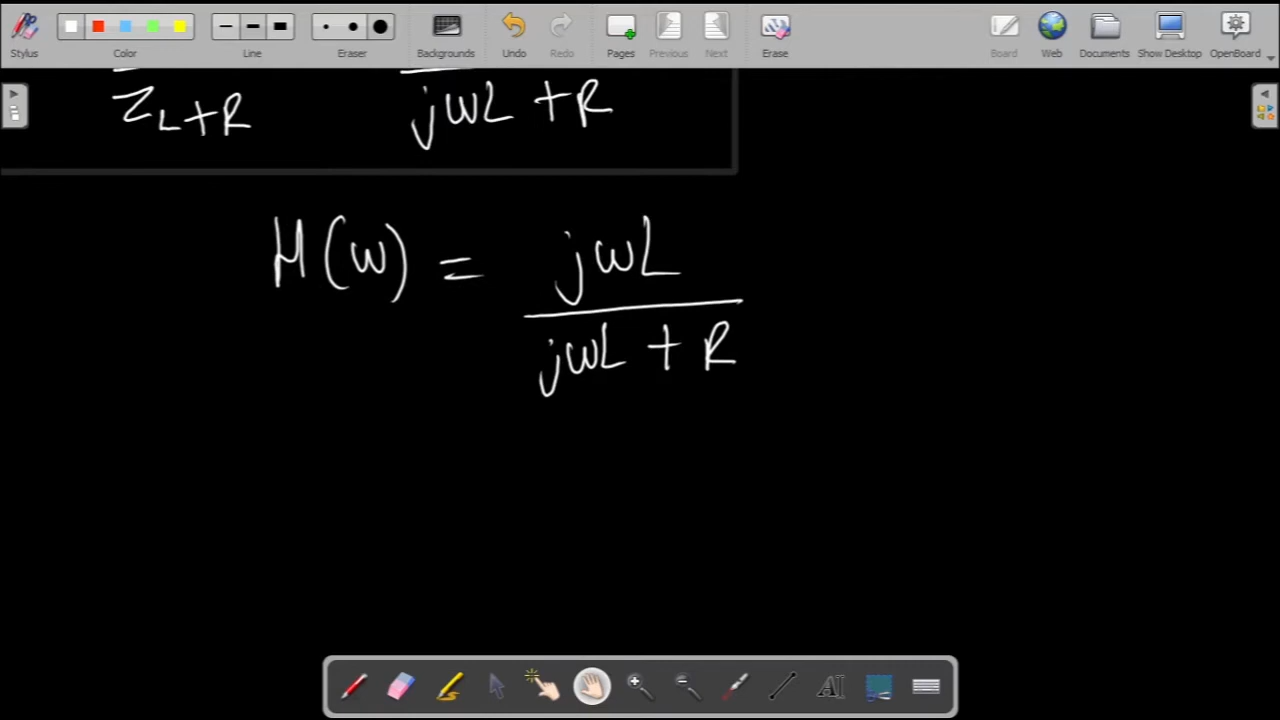 Stylus Color Line Eraser Backgrounds Undo Redo Pages Previous Next Erase Board Web Documents Show Desktop OpenBoard
Z_L+R jωL+R
H(ω) = jωL
jωL + R
AI